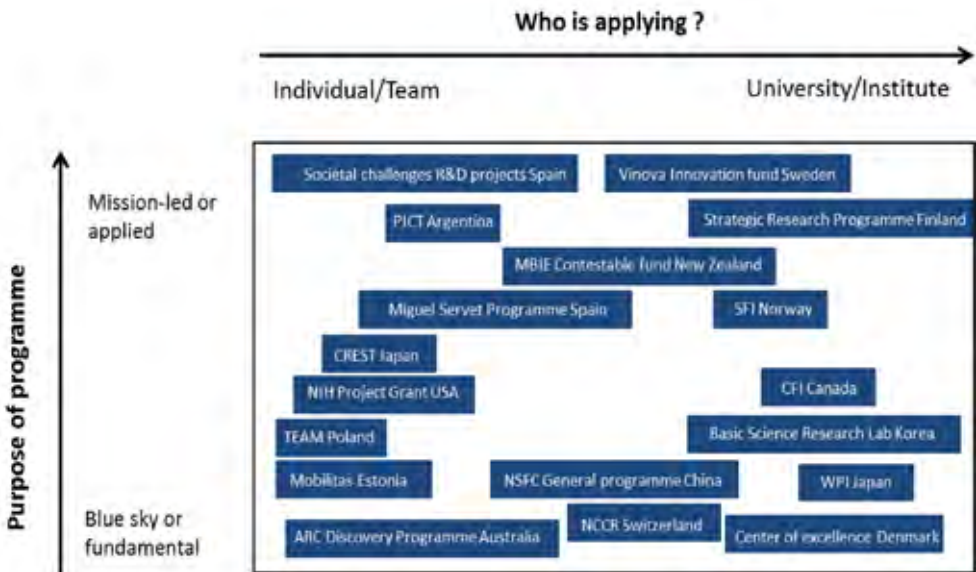 Who is applying ?
Individual/Team
University/Institute
Purpose of programme
Mission-led or
applied
Blue sky or
fundamental
Societal challenges R&D projects Spain
Vinova Innovation fund Sweden
PICT Argentina
Strategic Research Programme Finland
MBIE Contestable fund New Zealand
Miguel Servet Programme Spain
SFI Norway
CREST Japan
NIH Project Grant USA
CFI Canada
TEAM Poland
Basic Science Research Lab Korea
Mobilitas Estonia
NSFC General programme China
WPI Japan
ARC Discovery Programme Australia
NCCR Switzerland
Center of excellence Denmark